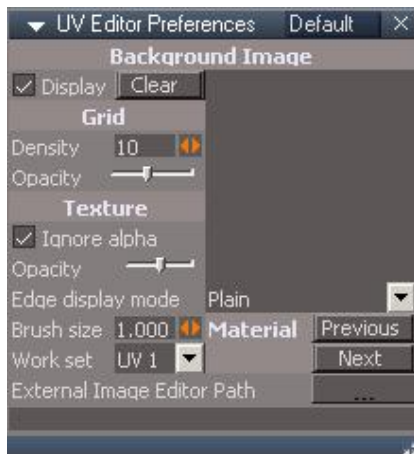 UV Editor Preferences Default
Background Image
Display Clear
Grid
Density 10
Opacity
Texture
Ignore alpha
Opacity
Edge display mode Plain
Brush size 1.000 Material Previous
Work set UV 1 Next
External Image Editor Path ...